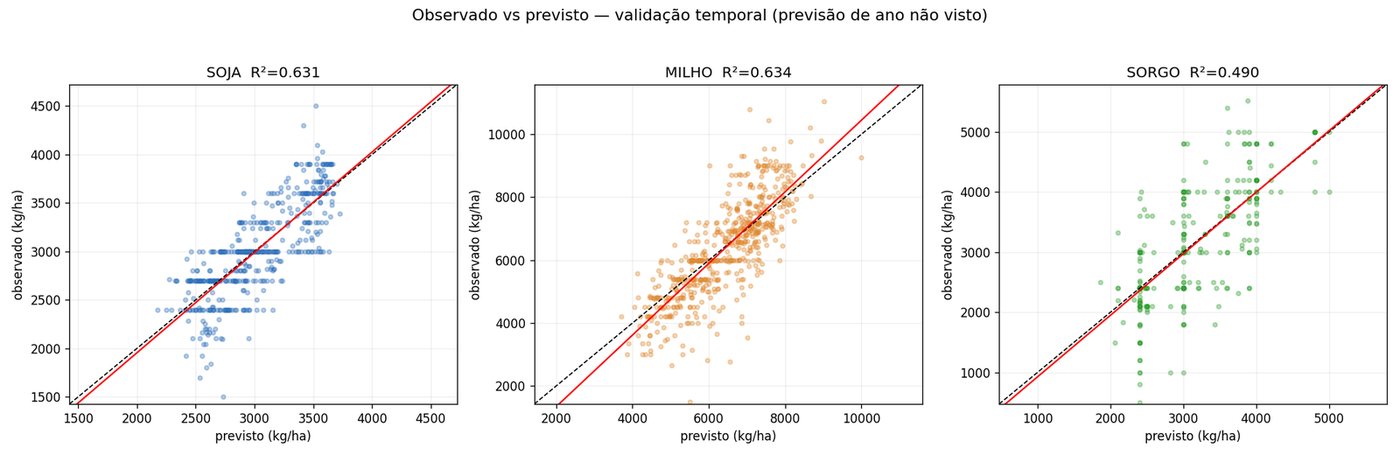 Observado vs previsto — validação temporal (previsão de ano não visto)
SOJA R²=0.631
4500
4000
3500
3000
2500
2000
1500
observado (kg/ha)
1500 2000 2500 3000 3500 4000 4500
previsto (kg/ha)
MILHO R²=0.634
10000
8000
6000
4000
2000
observado (kg/ha)
2000 4000 6000 8000 10000
previsto (kg/ha)
SORGO R²=0.490
5000
4000
3000
2000
1000
observado (kg/ha)
1000 2000 3000 4000 5000
previsto (kg/ha)